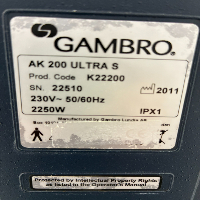 GAMBRO®
AK 200 ULTRA S
Prod. Code K22200
SN. 22510
2011
230V~ 50/60Hz
2250W
IPX1
Manufactured by Gambro Lundia AB
Protected by Intellectual Property Rights
as listed in the Operator's Manual